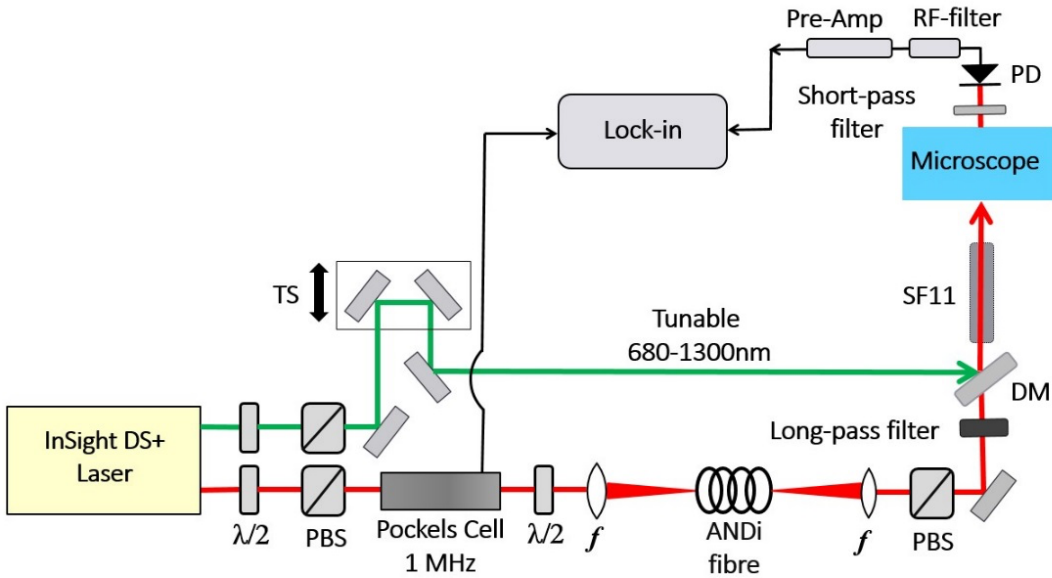 Pre-Amp
RF-filter
PD
Short-pass
filter
Lock-in
Microscope
TS
SF11
Tunable
680-1300nm
DM
InSight DS+
Laser
Long-pass filter
λ/2
PBS
Pockels Cell
1 MHz
λ/2
f
ANDi
fibre
f
PBS